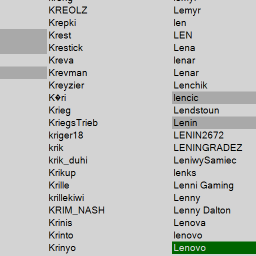 KREOLZ
Krepki
Krest
Krestick
Kreva
Krevman
Kreyzier
K�ri
Krieg
KriegsTrieb
kriger18
krik
krik_duhi
Krikup
Krille
krillekiwi
KRIM_NASH
Krinis
Krinto
Krinyo
Lemyr
len
LEN
Lena
lenar
Lenar
Lenchik
lencic
Lendstoun
Lenin
LENIN2672
LENINGRADEZ
LeniwySamiec
lenks
Lenni Gaming
Lenny
Lenny Dalton
Lenova
lenovo
Lenovo